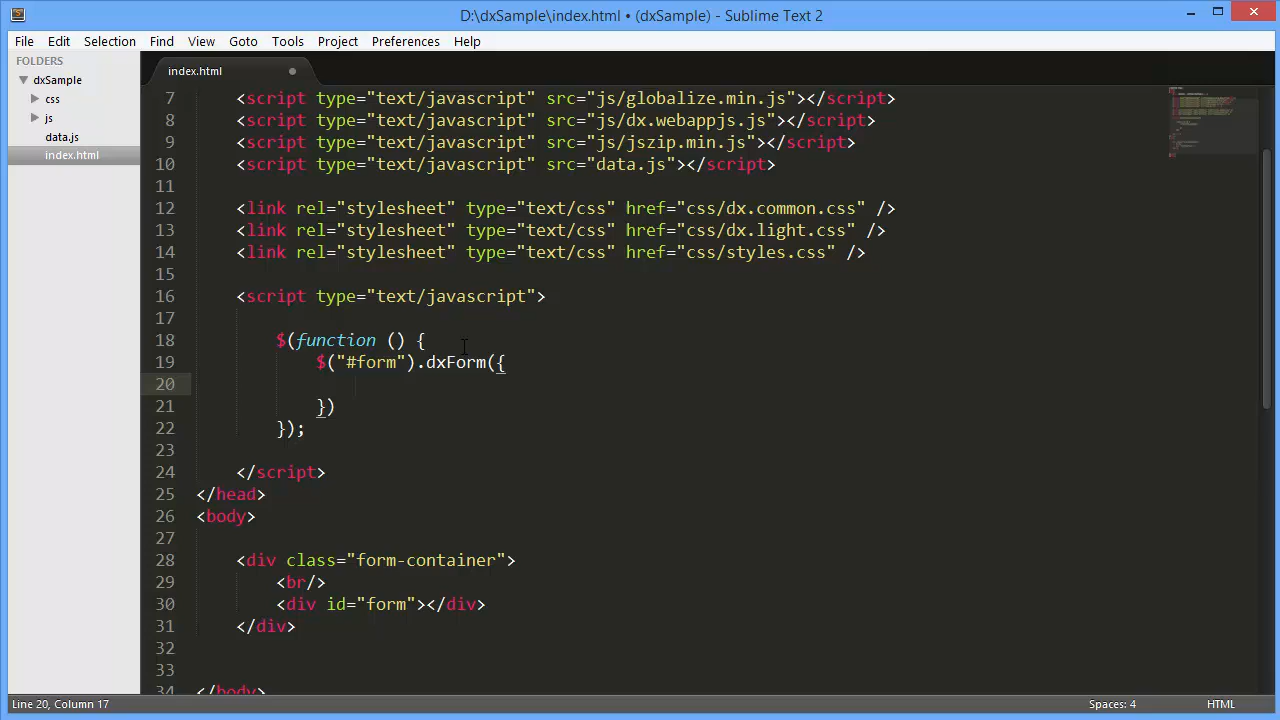 D:\dxSample\index.html • (dxSample) - Sublime Text 2
File Edit Selection Find View Goto Tools Project Preferences Help
FOLDERS
dxSample
css
js
data.js
index.html
index.html
7 <script type="text/javascript" src="js/globalize.min.js"></script>
8 <script type="text/javascript" src="js/dx.webappjs.js"></script>
9 <script type="text/javascript" src="js/jszip.min.js"></script>
10 <script type="text/javascript" src="data.js"></script>
11
12 <link rel="stylesheet" type="text/css" href="css/dx.common.css" />
13 <link rel="stylesheet" type="text/css" href="css/dx.light.css" />
14 <link rel="stylesheet" type="text/css" href="css/styles.css" />
15
16 <script type="text/javascript">
17
18 $(function () {
19 $("#form").dxForm({
20
21 })
22 });
23
24 </script>
25 </head>
26 <body>
27
28 <div class="form-container">
29 <br/>
30 <div id="form"></div>
31 </div>
32
33
34 </body>
Line 20, Column 17 Spaces: 4 HTML